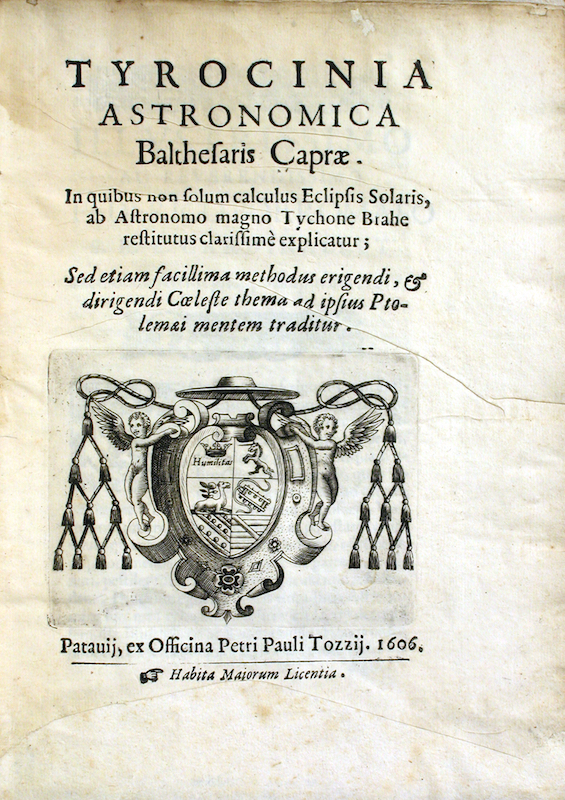 TYROCINIA
ASTRONOMICA
Baltheſaris Capræ.
In quibus non ſolum calculus Eclipſis Solaris,
ab Aſtronomo magno Tychone Brahe
reſtitutus clariſſimè explicatur;
Sed etiam facillima methodus erigendi, &
dirigendi Cœleſte thema ad ipſius Pto-
lemæi mentem traditur.
Humilitas
Patauij, ex Officina Petri Pauli Tozzij. 1606.
☞ Habita Maiorum Licentia.